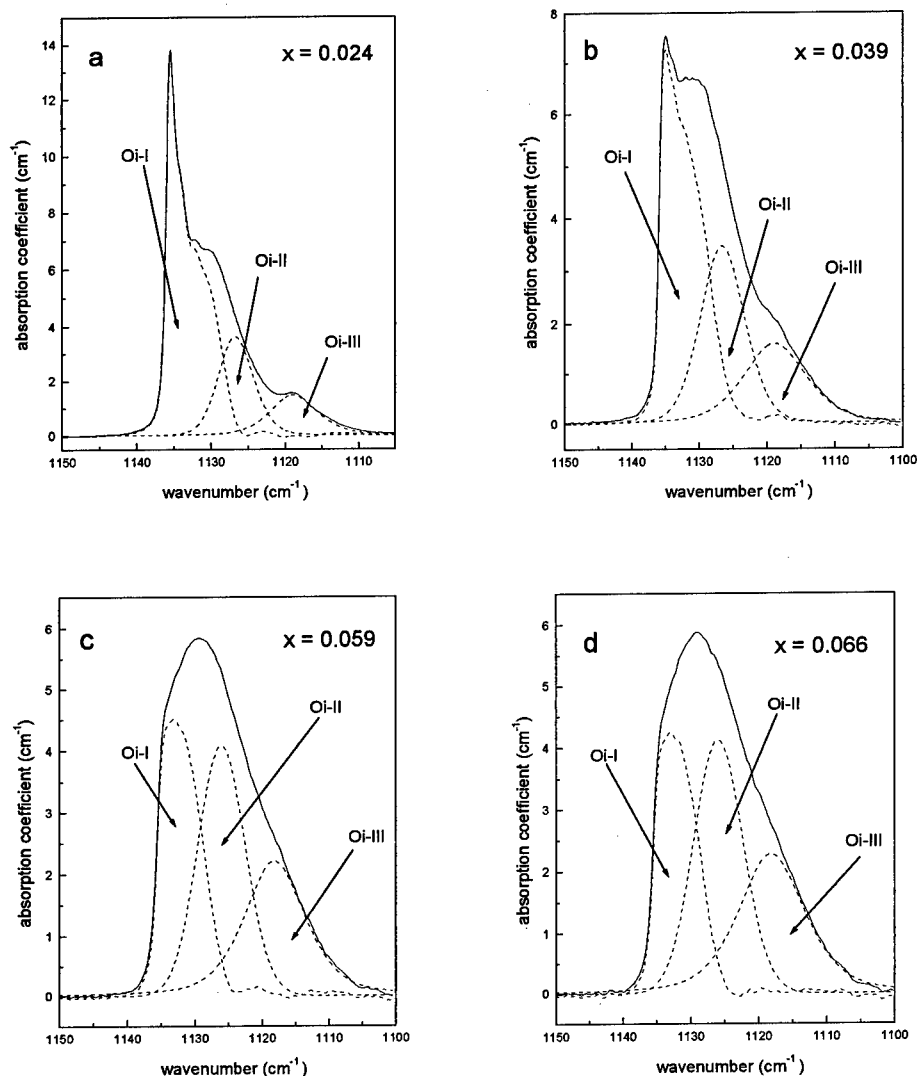 a
x = 0.024
Oi-I
Oi-II
Oi-III
absorption coefficient (cm⁻¹)
14
12
10
8
6
4
2
0
1150
1140
1130
1120
1110
wavenumber (cm⁻¹)
b
x = 0.039
Oi-I
Oi-II
Oi-III
absorption coefficient (cm⁻¹)
8
6
4
2
0
1150
1140
1130
1120
1110
1100
wavenumber (cm⁻¹)
c
x = 0.059
Oi-I
Oi-II
Oi-III
absorption coefficient (cm⁻¹)
6
5
4
3
2
1
0
1150
1140
1130
1120
1110
1100
wavenumber (cm⁻¹)
d
x = 0.066
Oi-I
Oi-II
Oi-III
absorption coefficient (cm⁻¹)
6
5
4
3
2
1
0
1150
1140
1130
1120
1110
1100
wavenumber (cm⁻¹)